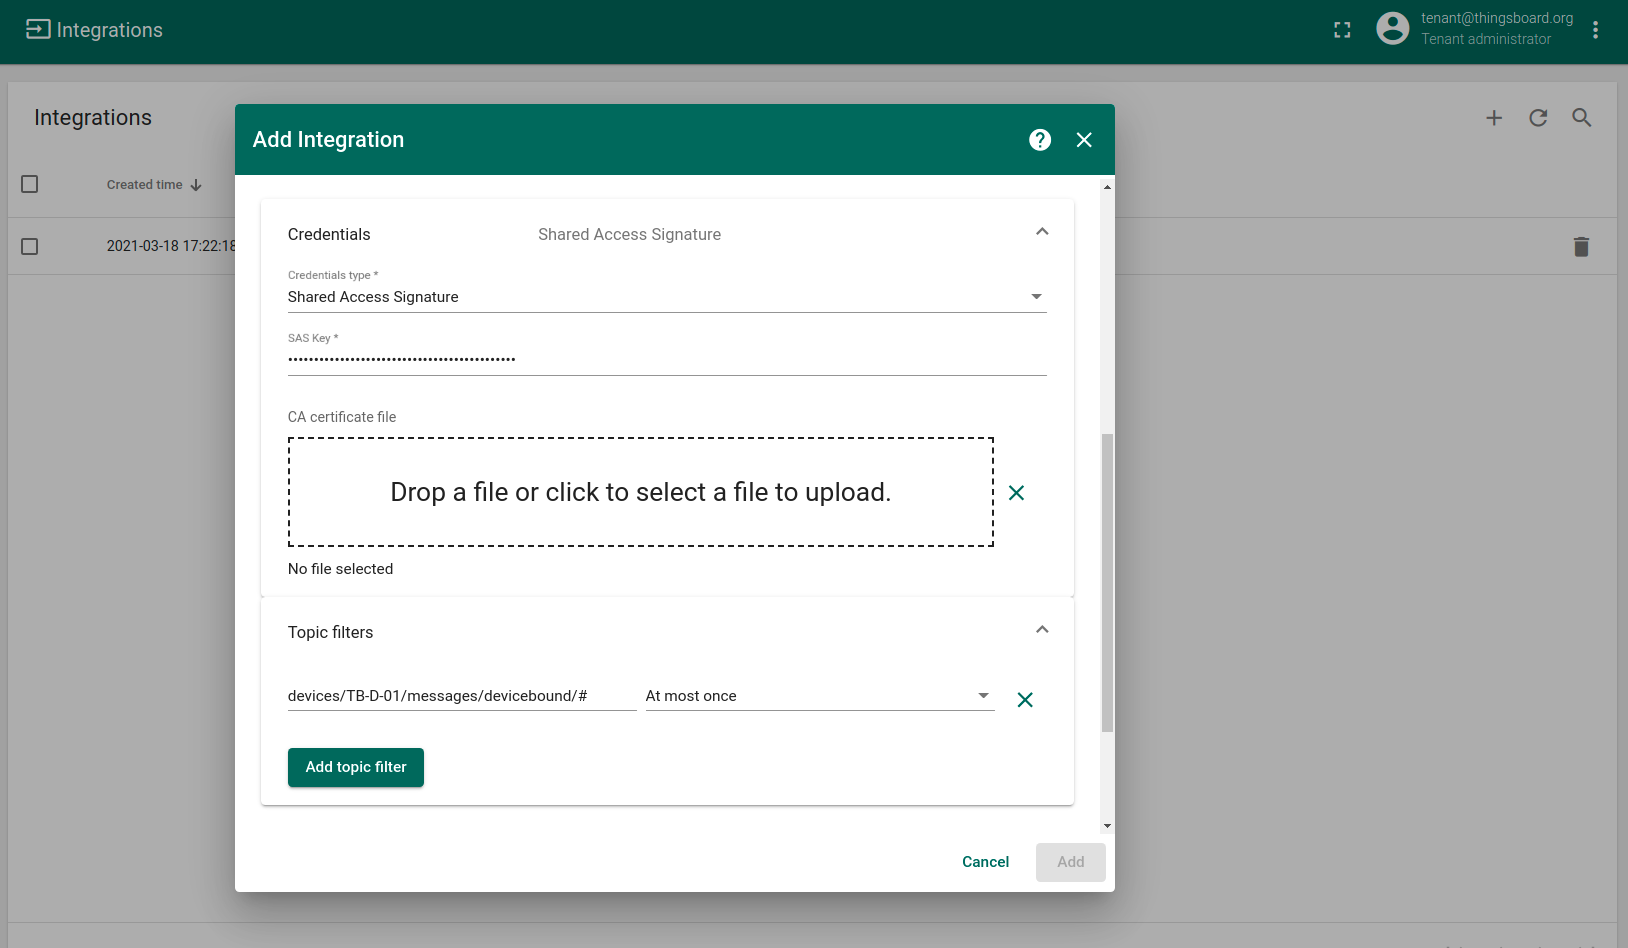 Integrations
tenant@thingsboard.org
Tenant administrator
Integrations
Created time
2021-03-18 17:22:18
Add Integration
Credentials
Shared Access Signature
Credentials type *
Shared Access Signature
SAS Key *
••••••••••••••••••••••••••••••••••••••••••••
CA certificate file
Drop a file or click to select a file to upload.
No file selected
Topic filters
devices/TB-D-01/messages/devicebound/#
At most once
Add topic filter
Cancel
Add